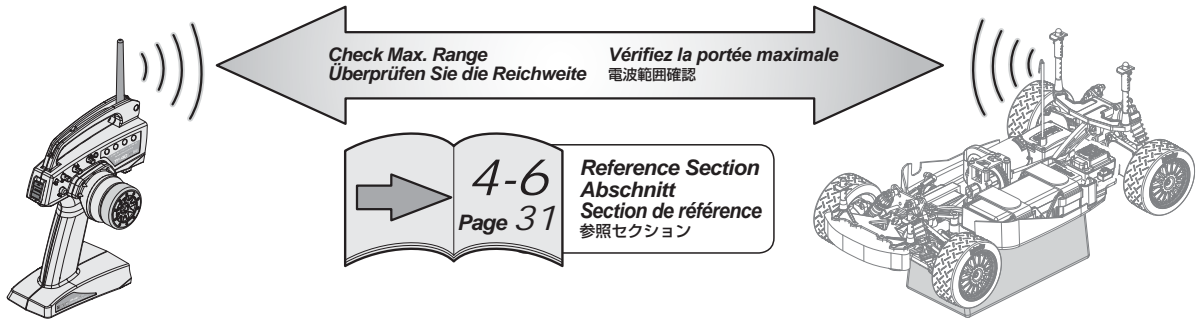 Check Max. Range
Überprüfen Sie die Reichweite
Vérifiez la portée maximale
電波範囲確認
4-6
Page 31
Reference Section
Abschnitt
Section de référence
参照セクション